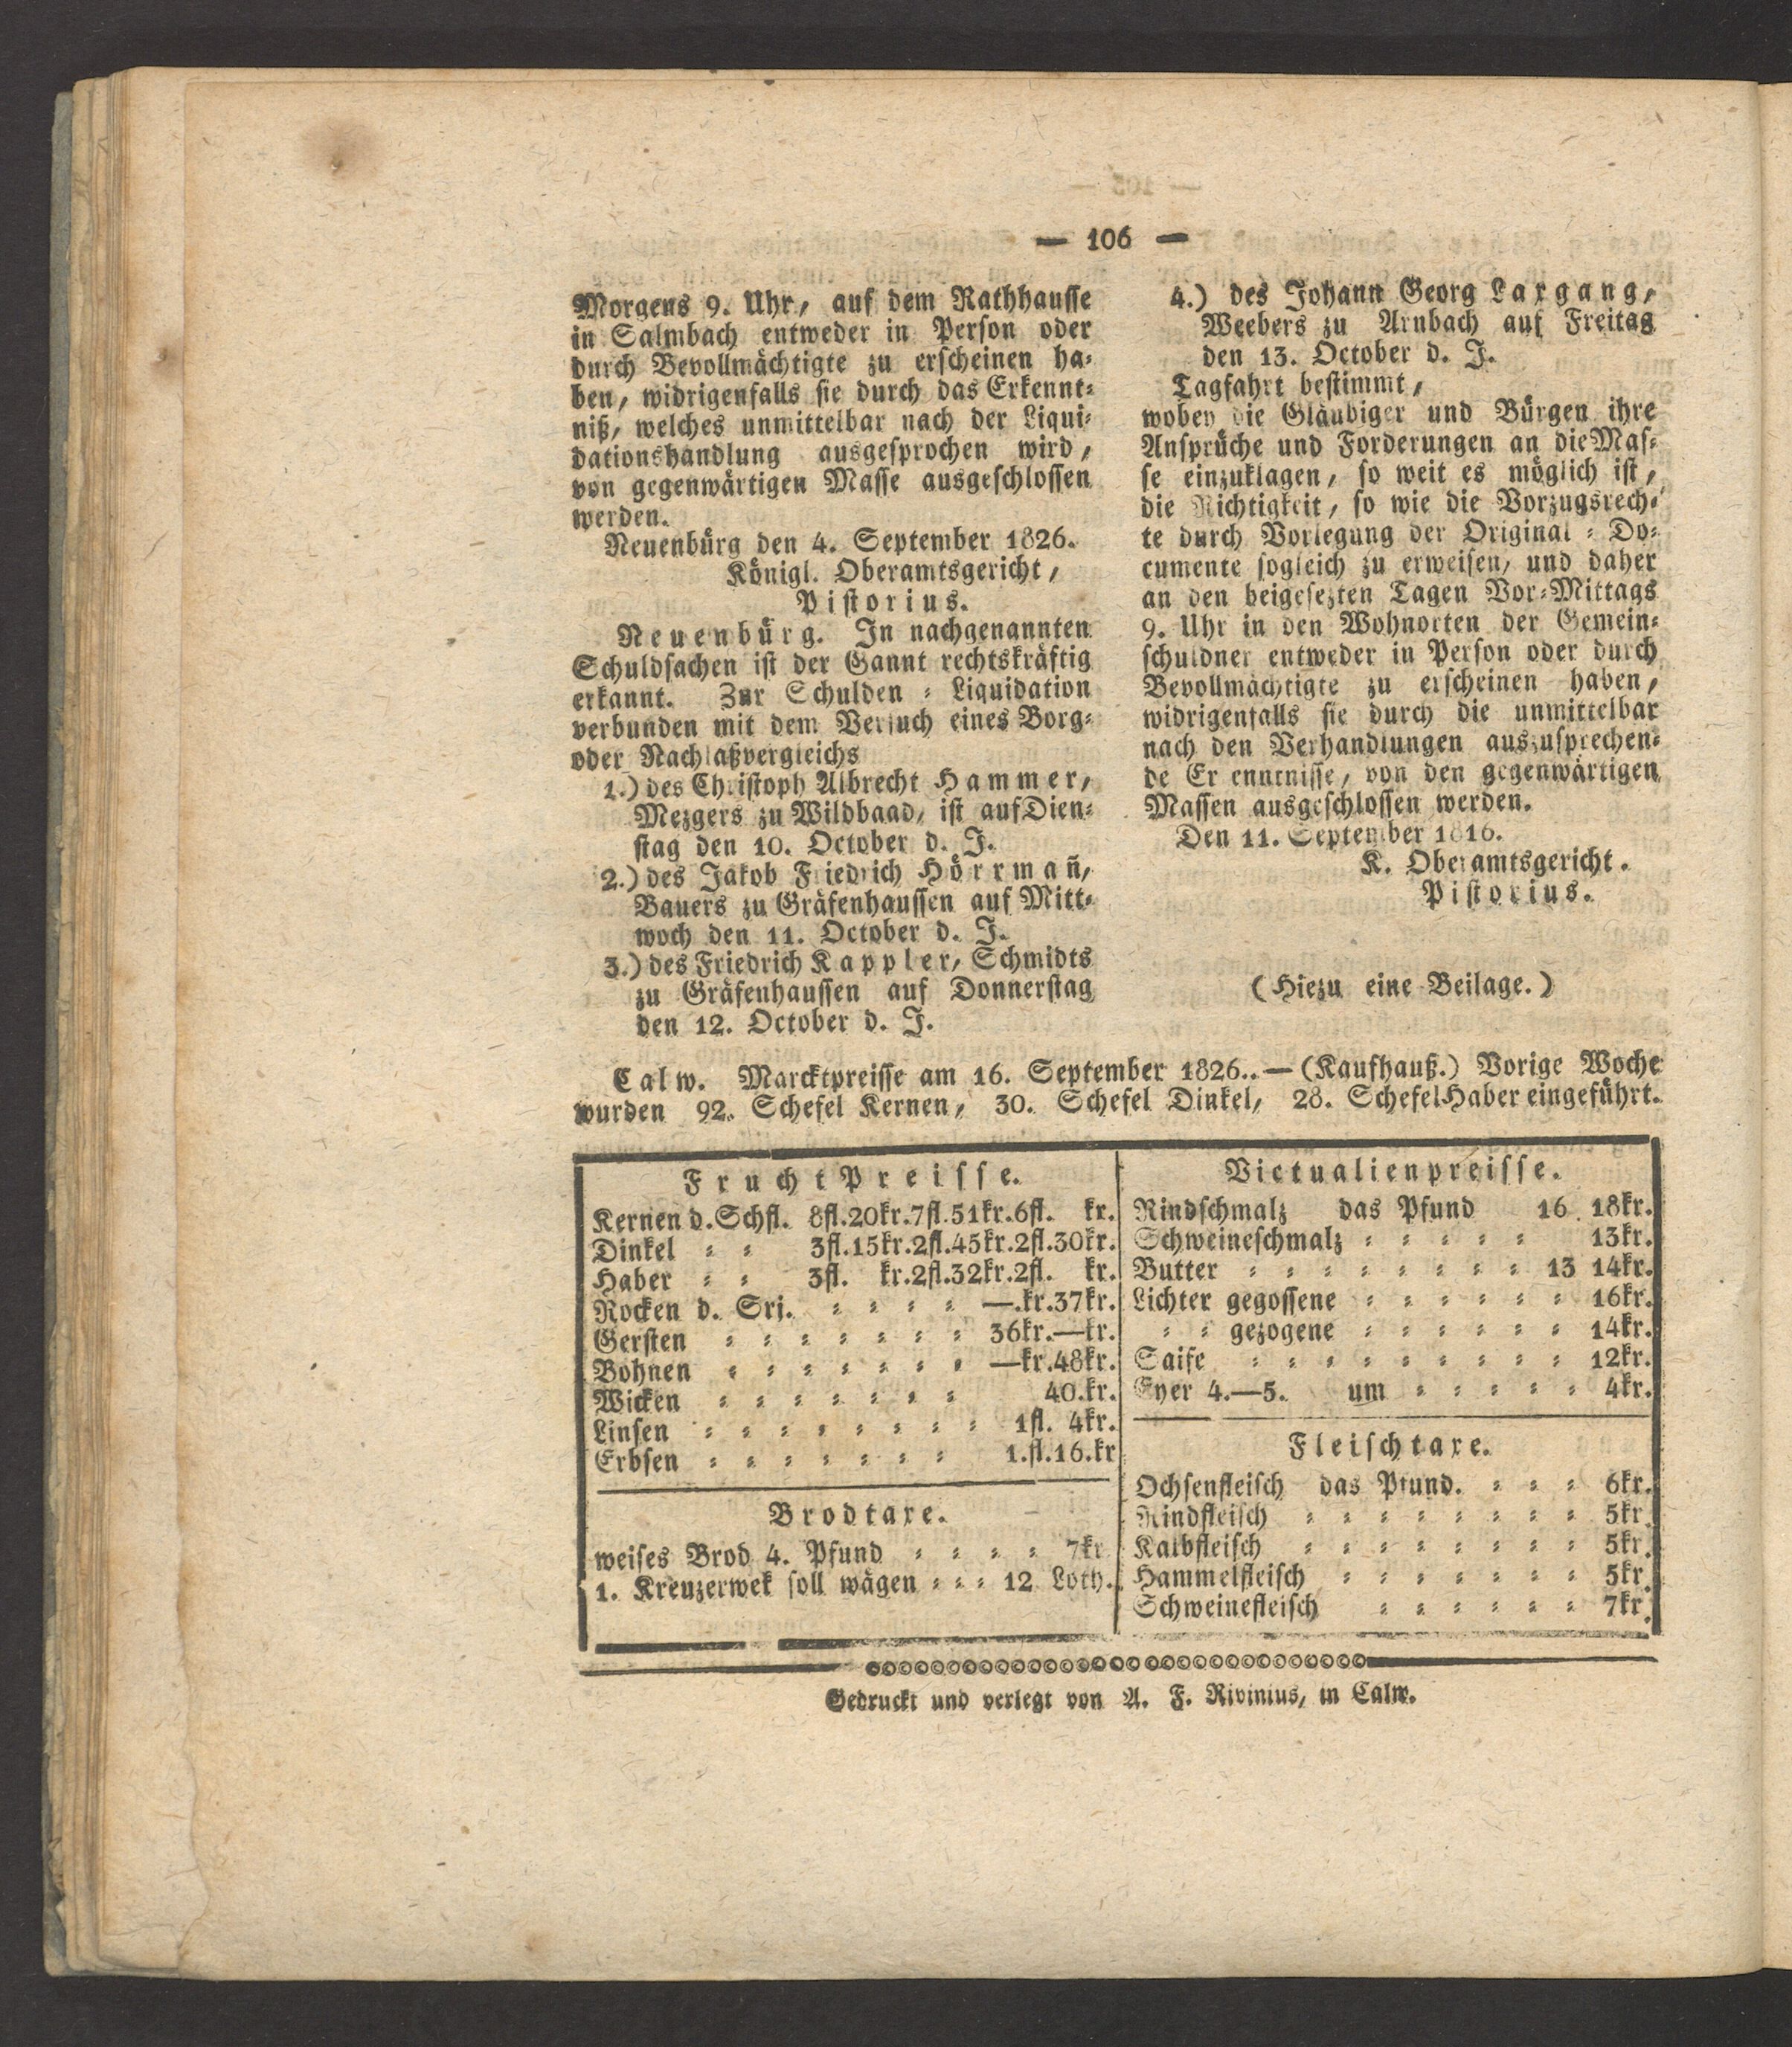 — 106 —
Morgens 9. Uhr, auf dem Rathhausse
in Salmbach entweder in Person oder
durch Bevollmächtigte zu erscheinen ha-
ben, widrigenfalls sie durch das Erkennt-
niß, welches unmittelbar nach der Liqui-
dationshandlung ausgesprochen wird,
von gegenwärtigen Masse ausgeschlossen
werden.
Neuenbürg den 4. September 1826.
Königl. Oberamtsgericht,
Pistorius.
Neuenbürg. In nachgenannten
Schuldsachen ist der Gannt rechtskräftig
erkannt. Zur Schulden - Liquidation
verbunden mit dem Versuch eines Borg-
oder Nachlaßvergleichs
1.) des Christoph Albrecht Hammer,
Mezgers zu Wildbaad, ist auf Dien-
stag den 10. October d. J.
2.) des Jakob Friedrich Hörrmañ,
Bauers zu Gräfenhaussen auf Mitt-
woch den 11. October d. J.
3.) des Friedrich Kappler, Schmidts
zu Gräfenhaussen auf Donnerstag
den 12. October d. J.
4.) des Johann Georg Laxgang,
Weebers zu Arnbach auf Freitag
den 13. October d. J.
Tagfahrt bestimmt,
wobey die Gläubiger und Bürgen ihre
Ansprüche und Forderungen an die Mas-
se einzuklagen, so weit es möglich ist,
die Richtigkeit, so wie die Vorzugsrech-
te durch Vorlegung der Original - Do-
cumente sogleich zu erweisen, und daher
an den beigesezten Tagen Vor-Mittags
9. Uhr in den Wohnorten der Gemein-
schuldner entweder in Person oder durch
Bevollmächtigte zu erscheinen haben,
widrigenfalls sie durch die unmittelbar
nach den Verhandlungen auszusprechen-
de Er enntnisse, von den gegenwärtigen
Massen ausgeschlossen werden.
Den 11. September 1816.
K. Oberamtsgericht.
Pistorius.
(Hiezu eine Beilage.)
Calw. Marcktpreisse am 16. September 1826.. — (Kaufhauß.) Vorige Woche
wurden 92. Schefel Kernen, 30. Schefel Dinkel, 28. Schefel Haber eingeführt.
FruchtPreisse.
Kernen d. Schfl. 8fl.20kr.7fl.51kr.6fl. kr.
Dinkel = = 3fl.15kr.2fl.45kr.2fl.30kr.
Haber = = 3fl. kr.2fl.32kr.2fl. kr.
Rocken d. Sri. = = = = —.kr.37kr.
Gersten = = = = = = = 36kr.—kr.
Bohnen = = = = = = = —kr.48kr.
Wicken = = = = = = = 40.kr.
Linsen = = = = = = = = 1fl. 4kr.
Erbsen = = = = = = = 1.fl.16.kr
Brodtaxe.
weises Brod 4. Pfund = = = = 7kr
1. Kreuzerwek soll wägen = = = 12 Loth.
Victualienpreisse.
Rindschmalz das Pfund 16 18kr.
Schweineschmalz = = = = = 13kr.
Butter = = = = = = = = 13 14kr.
Lichter gegossene = = = = = = 16kr.
= = gezogene = = = = = = 14kr.
Saife = = = = = = = = = 12kr.
Eyer 4.—5. um = = = = = 4kr.
Fleischtaxe.
Ochsenfleisch das Pfund. = = = 6kr.
Rindfleisch = = = = = = = = 5kr.
Kalbfleisch = = = = = = = = 5kr.
Hammelfleisch = = = = = = = 5kr.
Schweinefleisch = = = = = = 7kr.
Gedruckt und verlegt von A. F. Rivinius, in Calw.